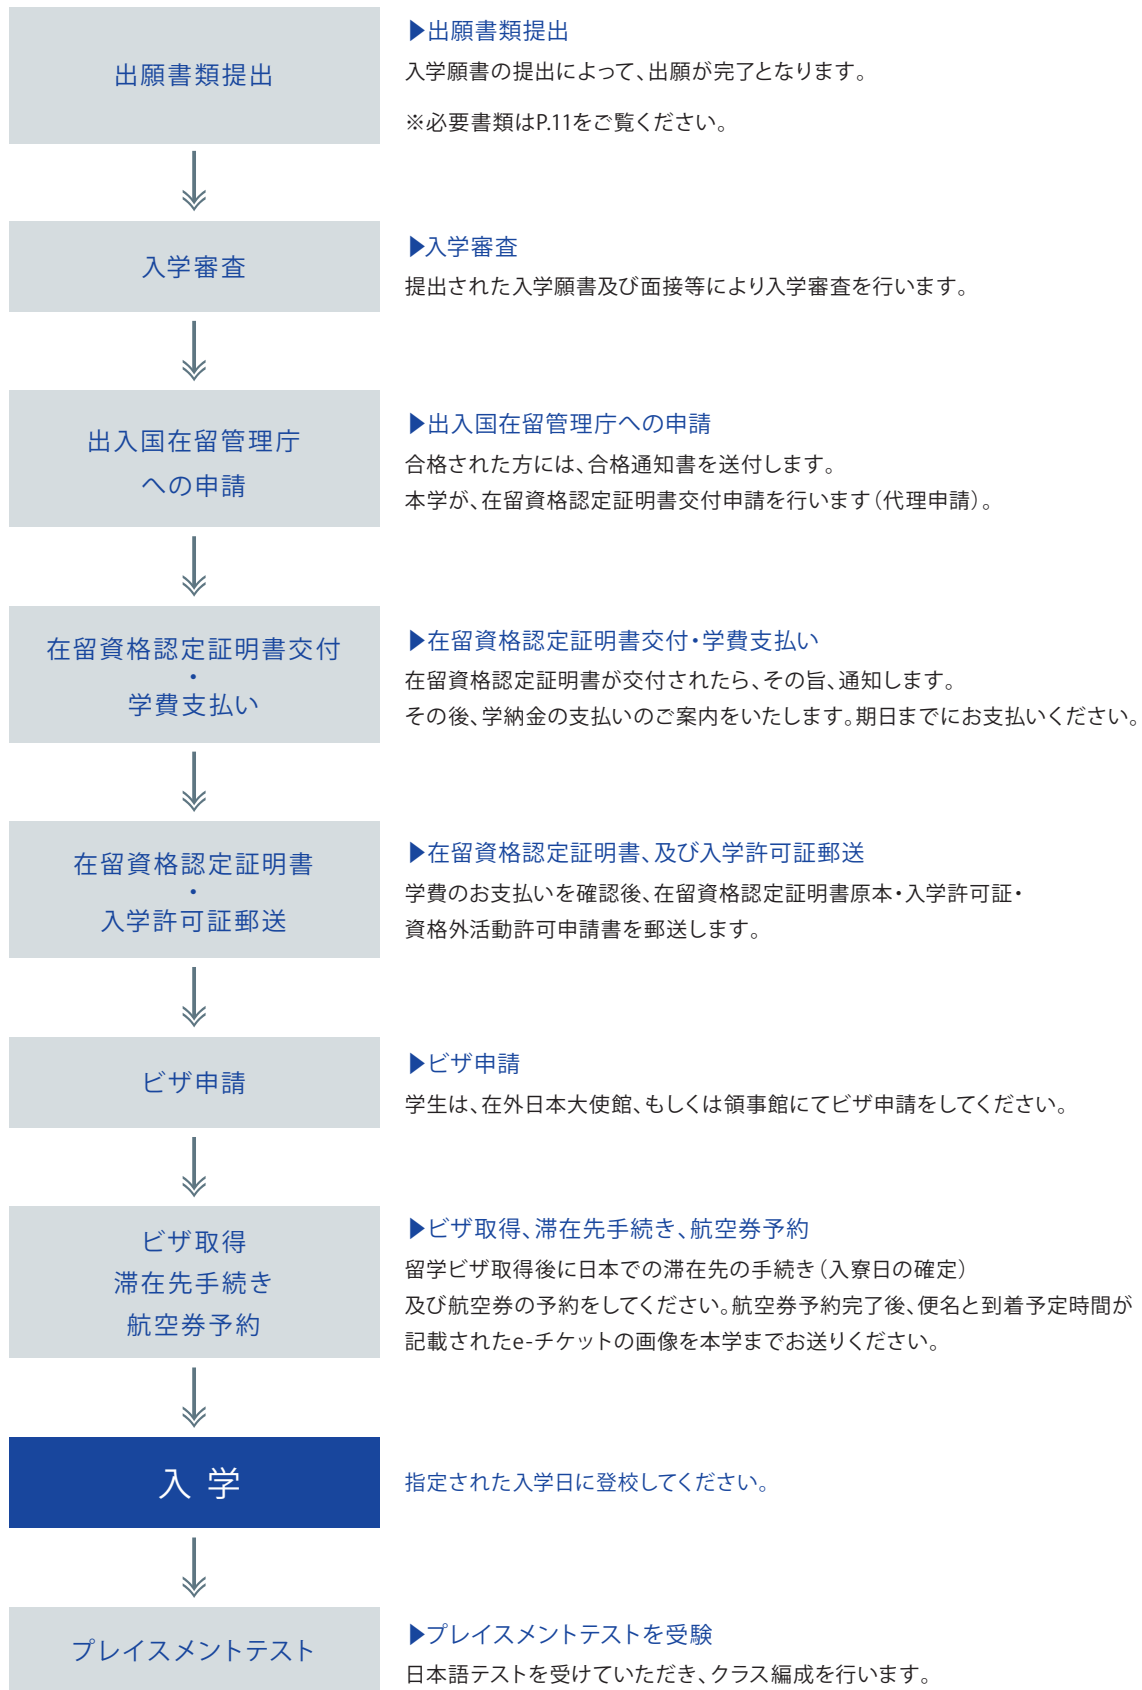 出願書類提出
▶出願書類提出
入学願書の提出によって、出願が完了となります。
※必要書類はP.11をご覧ください。
入学審査
▶入学審査
提出された入学願書及び面接等により入学審査を行います。
出入国在留管理庁
への申請
▶出入国在留管理庁への申請
合格された方には、合格通知書を送付します。
本学が、在留資格認定証明書交付申請を行います（代理申請）。
在留資格認定証明書交付
・
学費支払い
▶在留資格認定証明書交付・学費支払い
在留資格認定証明書が交付されたら、その旨、通知します。
その後、学納金の支払いのご案内をいたします。期日までにお支払いください。
在留資格認定証明書
・
入学許可証郵送
▶在留資格認定証明書、及び入学許可証郵送
学費のお支払いを確認後、在留資格認定証明書原本・入学許可証・
資格外活動許可申請書を郵送します。
ビザ申請
▶ビザ申請
学生は、在外日本大使館、もしくは領事館にてビザ申請をしてください。
ビザ取得
滞在先手続き
航空券予約
▶ビザ取得、滞在先手続き、航空券予約
留学ビザ取得後に日本での滞在先の手続き（入寮日の確定）
及び航空券の予約をしてください。航空券予約完了後、便名と到着予定時間が
記載されたe-チケットの画像を本学までお送りください。
入 学
指定された入学日に登校してください。
プレイスメントテスト
▶プレイスメントテストを受験
日本語テストを受けていただき、クラス編成を行います。